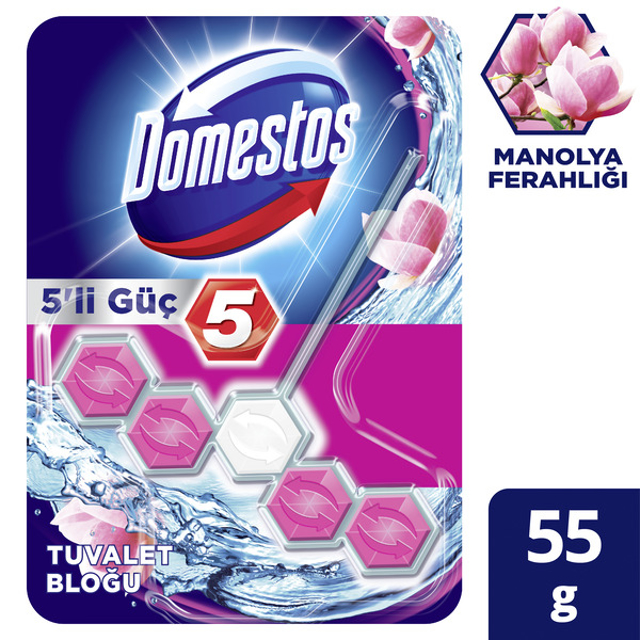 Domestos
5'li Güç
5
TUVALET
BLOĞU
MANOLYA
FERAHLIĞI
55
g